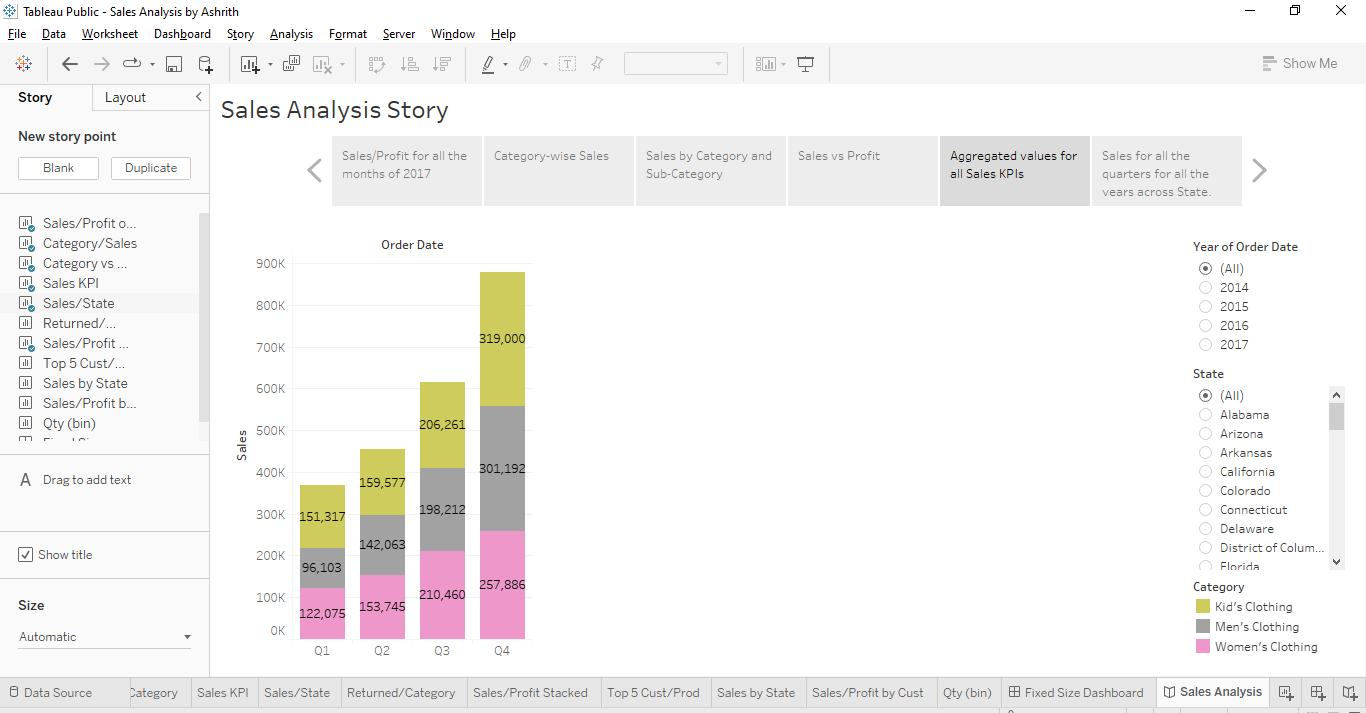 Tableau Public - Sales Analysis by Ashrith
File Data Worksheet Dashboard Story Analysis Format Server Window Help
Show Me
Story Layout
New story point
Blank Duplicate
Sales/Profit o...
Category/Sales
Category vs ...
Sales KPI
Sales/State
Returned/...
Sales/Profit ...
Top 5 Cust/...
Sales by State
Sales/Profit b...
Qty (bin)
A Drag to add text
Show title
Size
Automatic
Sales Analysis Story
Sales/Profit for all the
months of 2017
Category-wise Sales
Sales by Category and
Sub-Category
Sales vs Profit
Aggregated values for
all Sales KPIs
Sales for all the
quarters for all the
years across State.
Order Date
Sales
900K
800K
700K
600K
500K
400K
300K
200K
100K
0K
151,317
96,103
122,075
159,577
142,063
153,745
206,261
198,212
210,460
319,000
301,192
257,886
Q1 Q2 Q3 Q4
Year of Order Date
(All)
2014
2015
2016
2017
State
(All)
Alabama
Arizona
Arkansas
California
Colorado
Connecticut
Delaware
District of Colum...
Florida
Category
Kid's Clothing
Men's Clothing
Women's Clothing
Data Source Category Sales KPI Sales/State Returned/Category Sales/Profit Stacked Top 5 Cust/Prod Sales by State Sales/Profit by Cust Qty (bin) Fixed Size Dashboard Sales Analysis